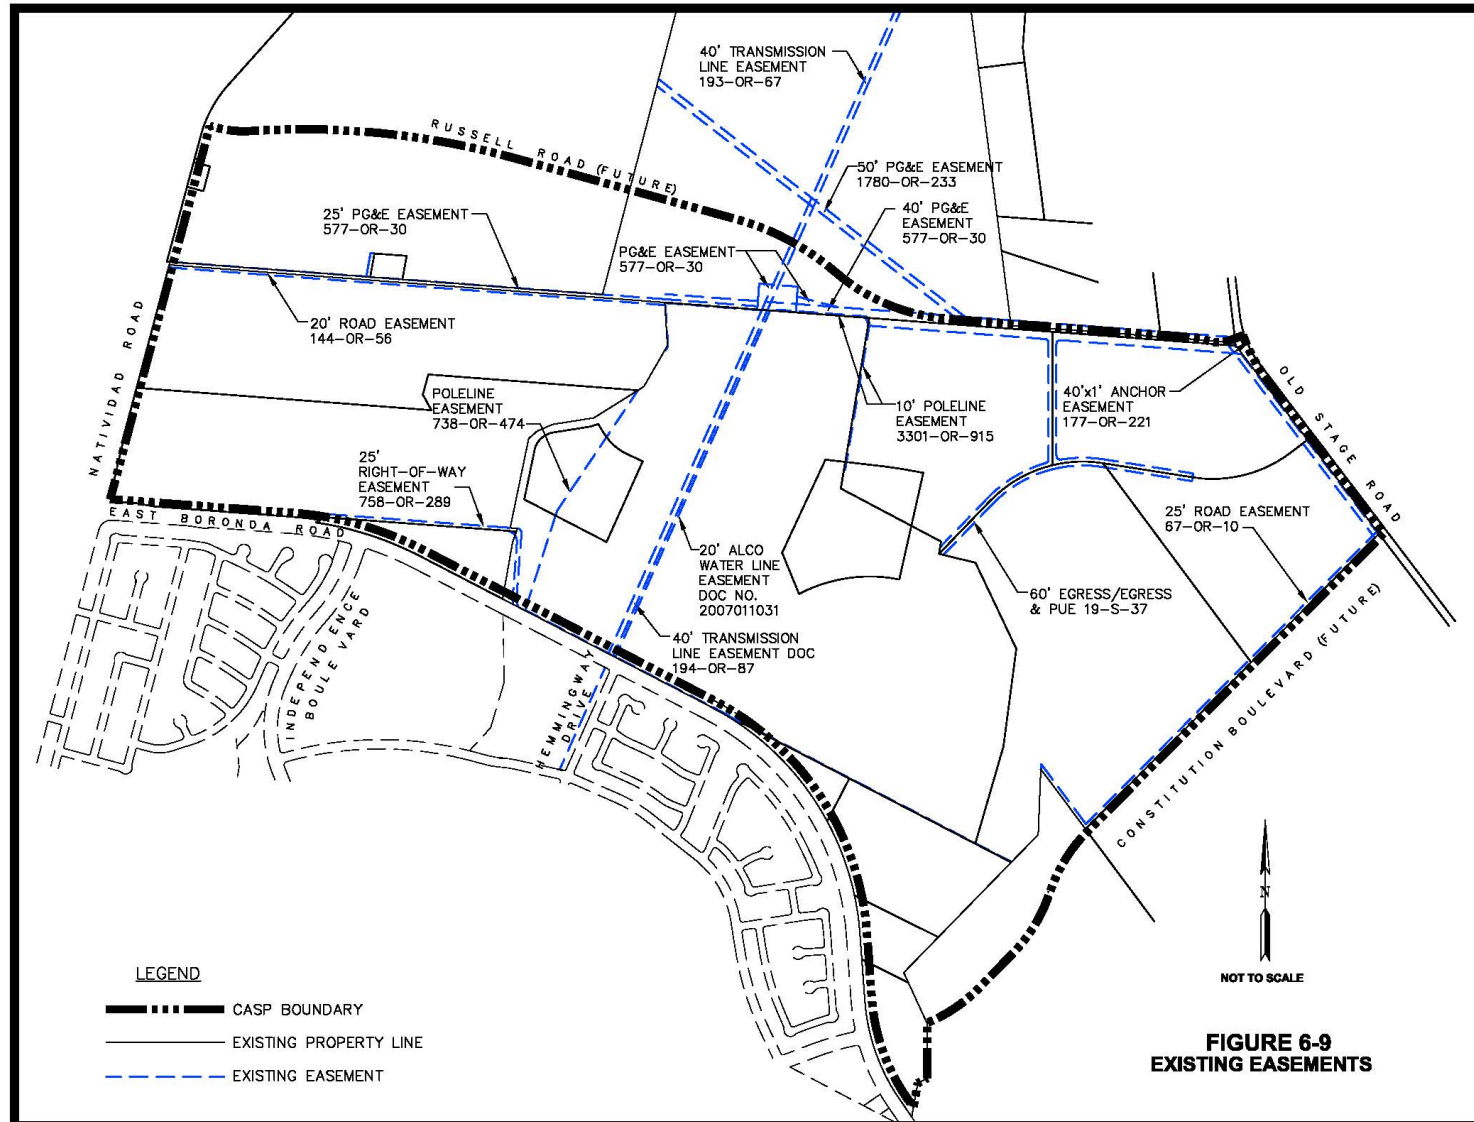 40' TRANSMISSION
LINE EASEMENT
193-OR-67
RUSSELL ROAD (FUTURE)
50' PG&E EASEMENT
1780-OR-233
25' PG&E EASEMENT
577-OR-30
40' PG&E
EASEMENT
577-OR-30
PG&E EASEMENT
577-OR-30
20' ROAD EASEMENT
144-OR-56
NATIVIDAD ROAD
POLELINE
EASEMENT
738-OR-474
10' POLELINE
EASEMENT
3301-OR-915
40'x1' ANCHOR
EASEMENT
177-OR-221
OLD STAGE ROAD
25'
RIGHT-OF-WAY
EASEMENT
758-OR-289
25' ROAD EASEMENT
67-OR-10
EAST BORONDA ROAD
20' ALCO
WATER LINE
EASEMENT
DOC NO.
2007011031
60' EGRESS/EGRESS
& PUE 19-S-37
INDEPENDENCE
BOULEVARD
40' TRANSMISSION
LINE EASEMENT DOC
194-OR-87
HEMMINGWAY
DRIVE
CONSTITUTION BOULEVARD (FUTURE)
N
NOT TO SCALE
LEGEND
CASP BOUNDARY
EXISTING PROPERTY LINE
EXISTING EASEMENT
FIGURE 6-9
EXISTING EASEMENTS